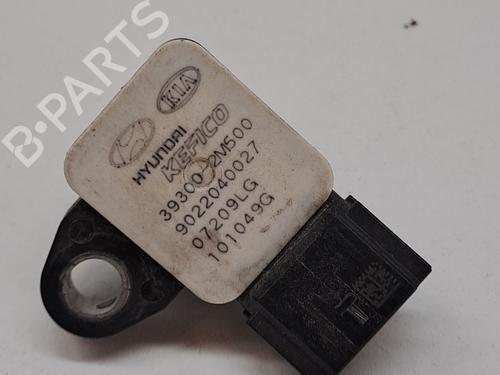 B·PARTS
KIA
HYUNDAI
KEFICO
39300-2M500
9022040027
07209LG
101049G